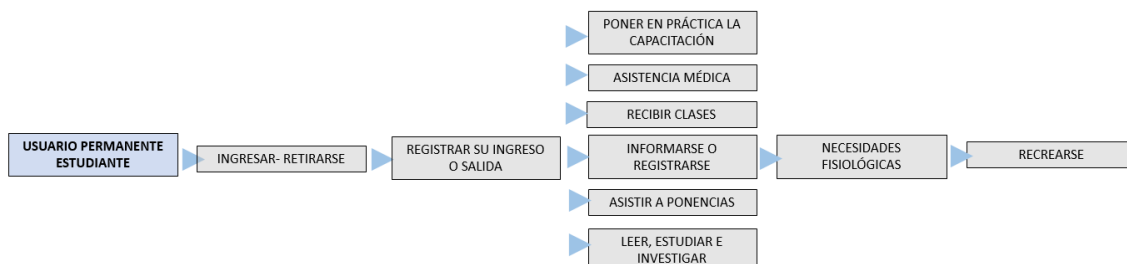 PONER EN PRÁCTICA LA
CAPACITACIÓN
ASISTENCIA MÉDICA
RECIBIR CLASES
USUARIO PERMANENTE
ESTUDIANTE
INGRESAR- RETIRARSE
REGISTRAR SU INGRESO
O SALIDA
INFORMARSE O
REGISTRARSE
NECESIDADES
FISIOLÓGICAS
RECREARSE
ASISTIR A PONENCIAS
LEER, ESTUDIAR E
INVESTIGAR